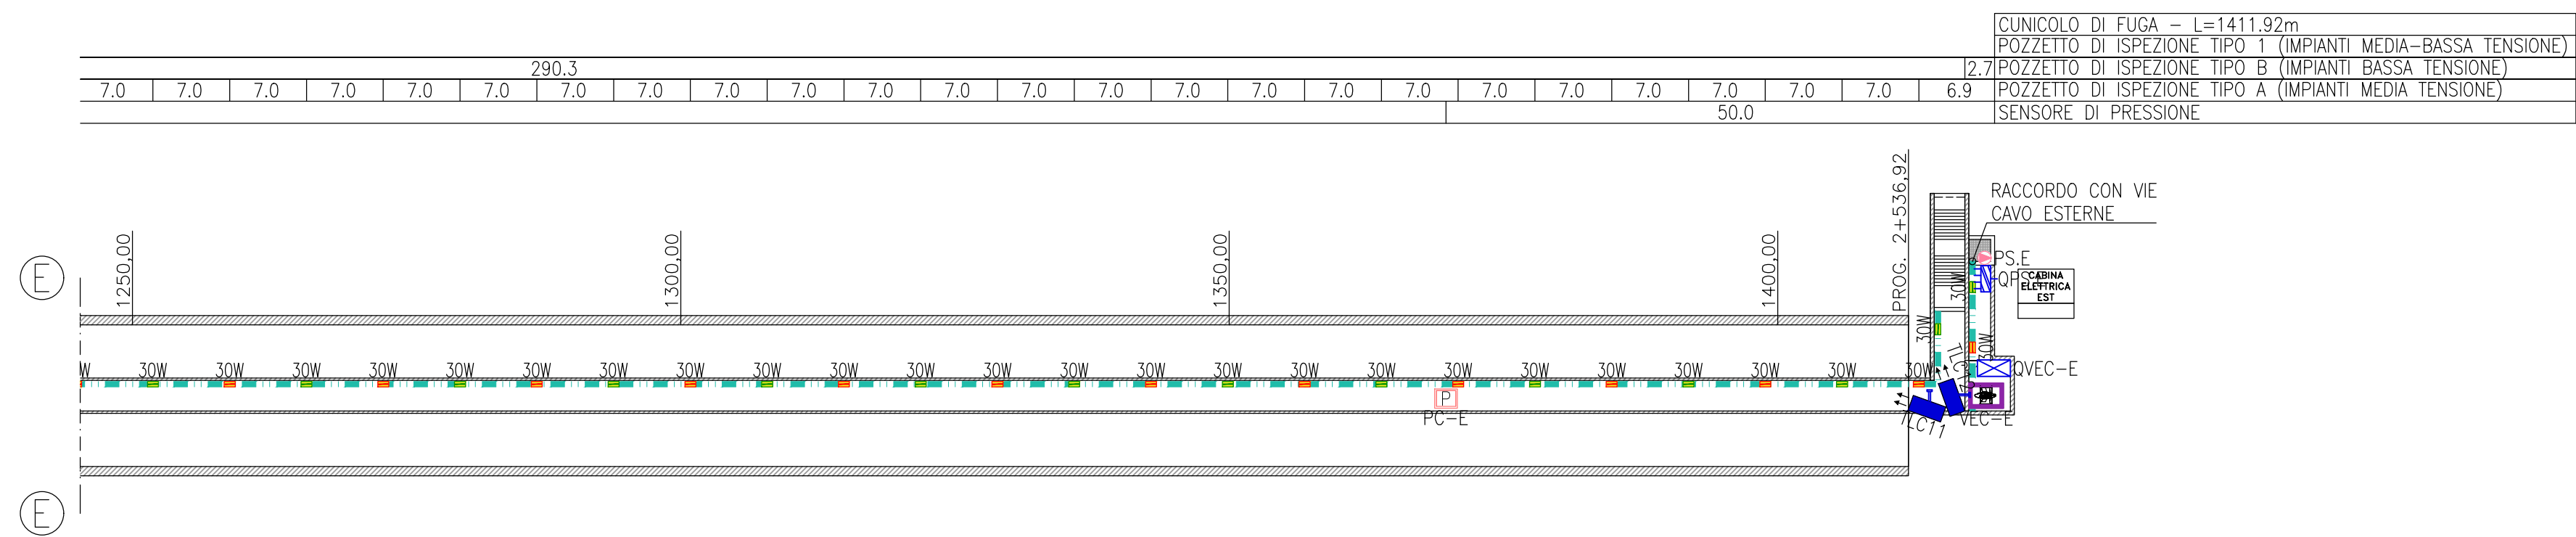 CUNICOLO DI FUGA – L=1411.92m
POZZETTO DI ISPEZIONE TIPO 1 (IMPIANTI MEDIA–BASSA TENSIONE)
290.3 2.7 POZZETTO DI ISPEZIONE TIPO B (IMPIANTI BASSA TENSIONE)
7.0 7.0 7.0 7.0 7.0 7.0 7.0 7.0 7.0 7.0 7.0 7.0 7.0 7.0 7.0 7.0 7.0 7.0 7.0 7.0 7.0 7.0 7.0 7.0 6.9 POZZETTO DI ISPEZIONE TIPO A (IMPIANTI MEDIA TENSIONE)
50.0 SENSORE DI PRESSIONE
E
1250,00
1300,00
1350,00
1400,00
PROG. 2+536,92
RACCORDO CON VIE
CAVO ESTERNE
PS.E
CABINA
ELETTRICA
EST
30W
30W
30W
W 30W 30W 30W 30W 30W 30W 30W 30W 30W 30W 30W 30W 30W 30W 30W 30W 30W 30W 30W 30W 30W 30W 30W 30W
QVEC–E
P
PC–E
TLC11
VEC–E
E